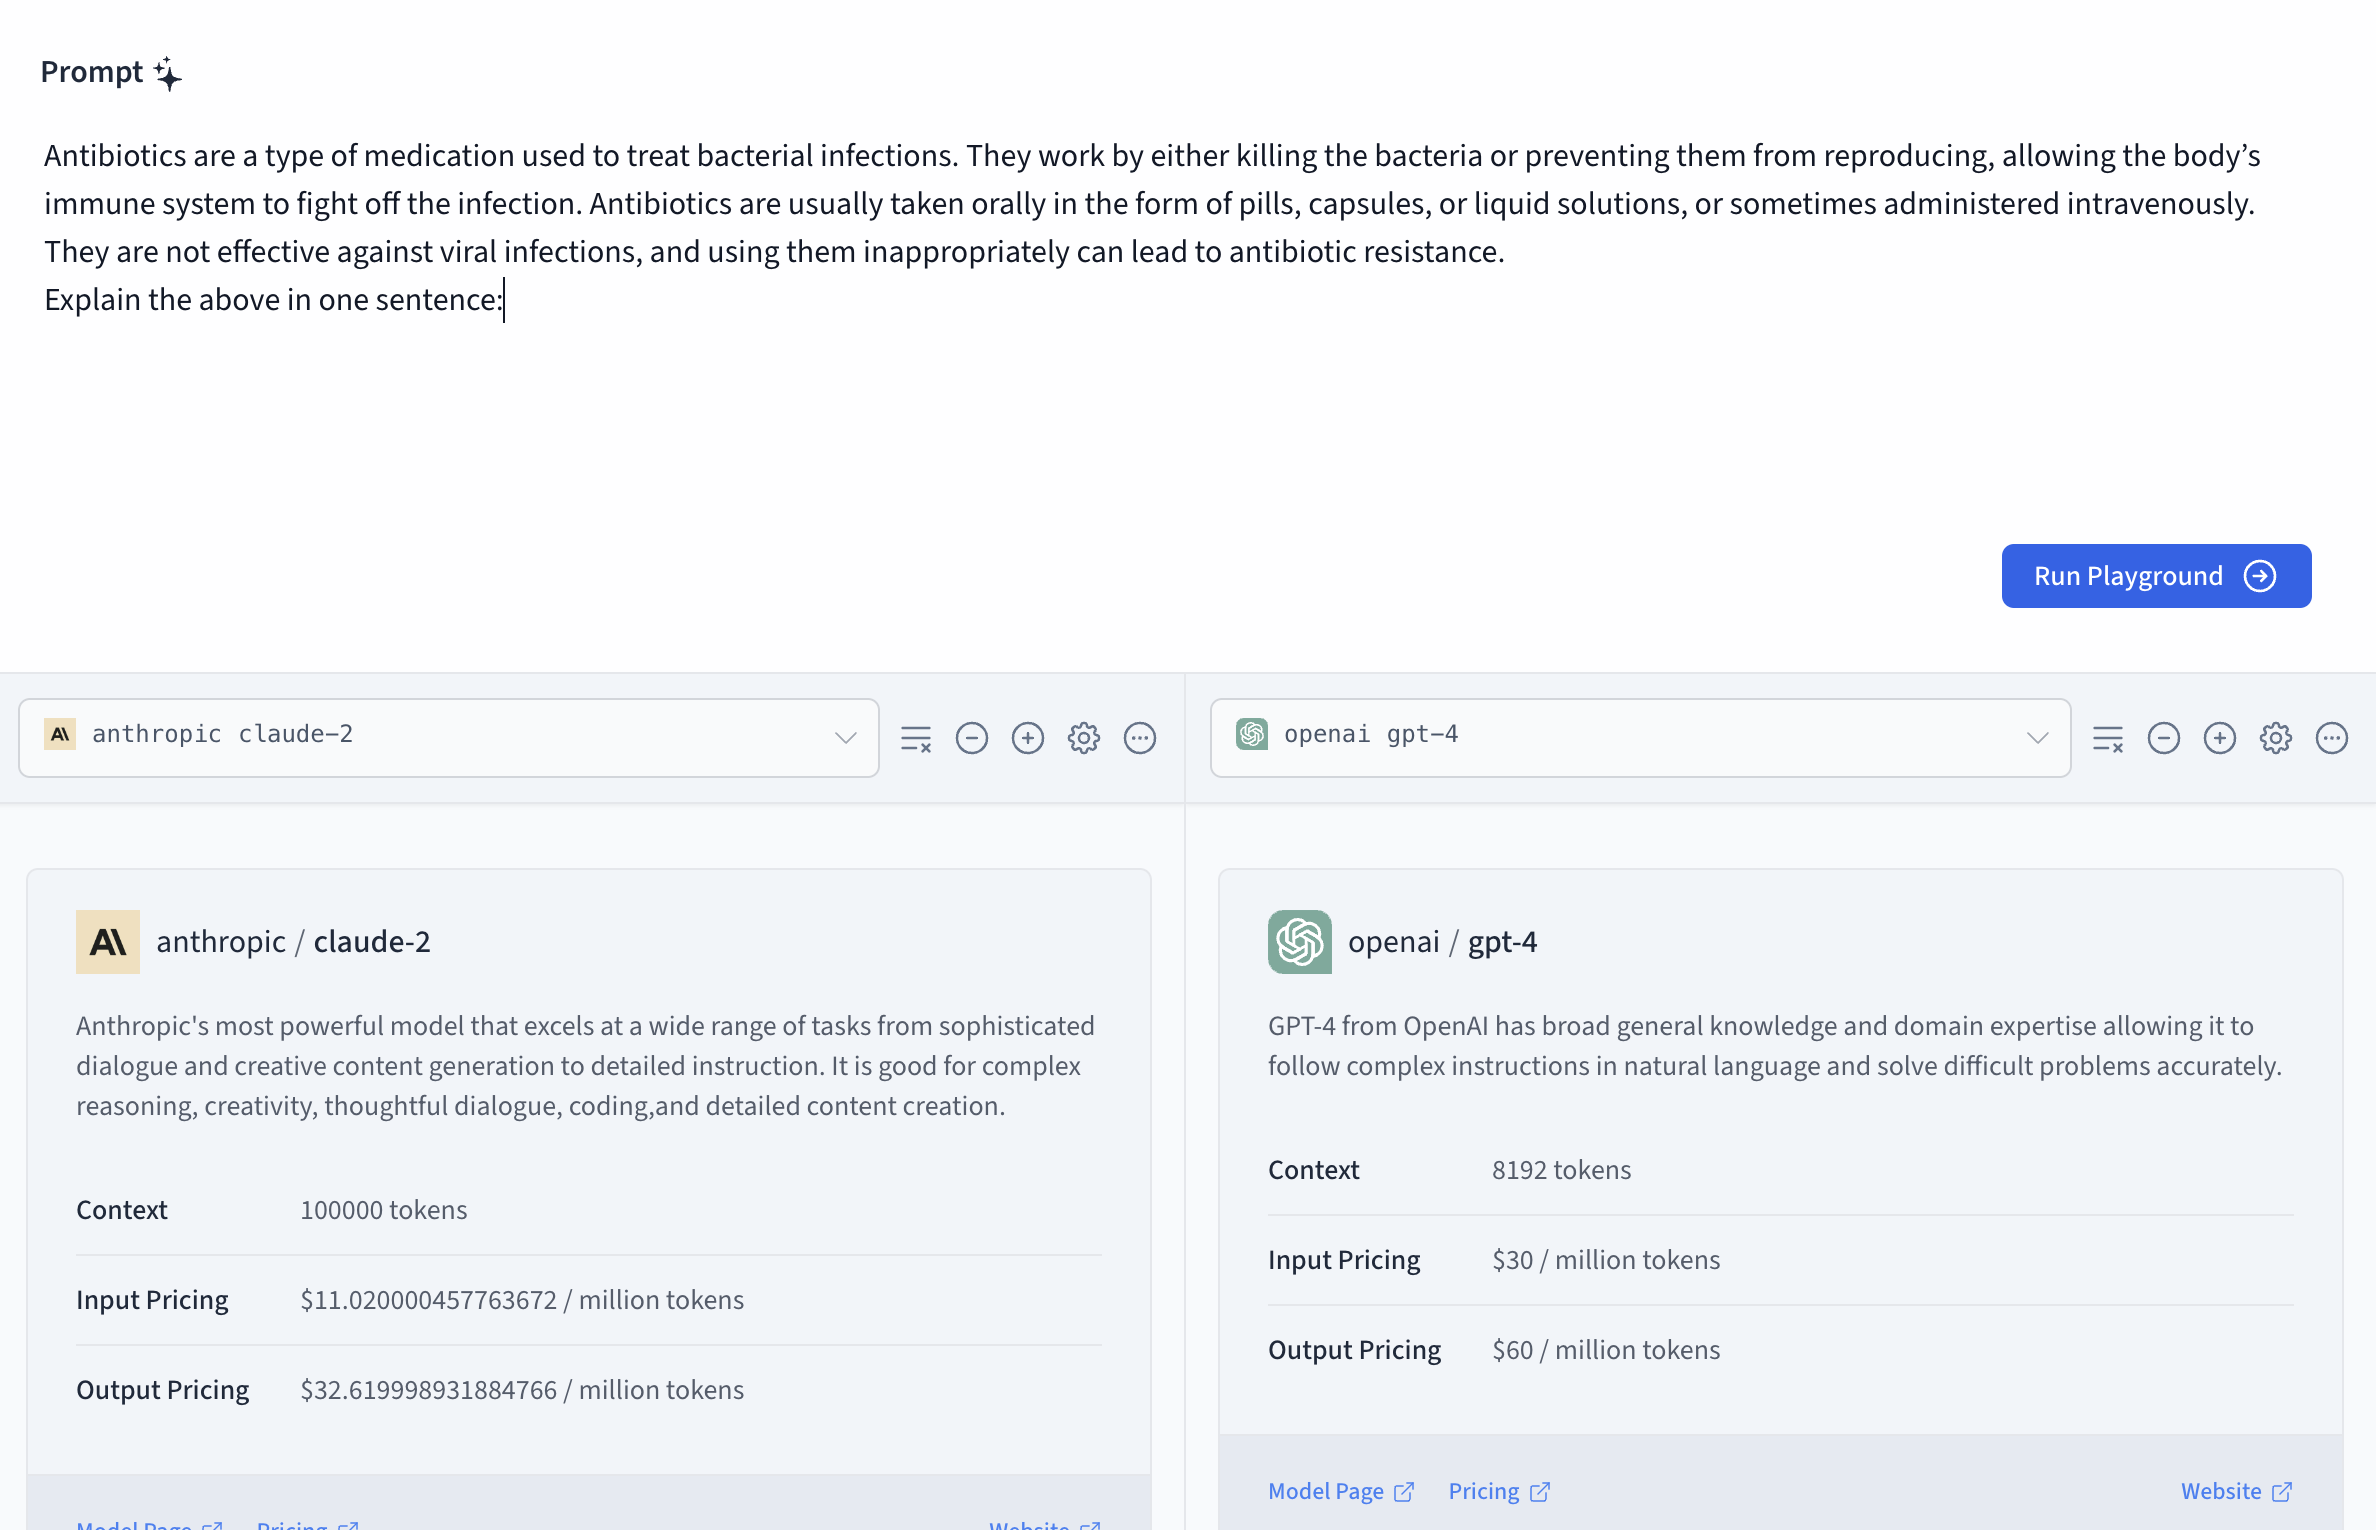 Prompt
Antibiotics are a type of medication used to treat bacterial infections. They work by either killing the bacteria or preventing them from reproducing, allowing the body’s
immune system to fight off the infection. Antibiotics are usually taken orally in the form of pills, capsules, or liquid solutions, or sometimes administered intravenously.
They are not effective against viral infections, and using them inappropriately can lead to antibiotic resistance.
Explain the above in one sentence:
Run Playground
anthropic claude-2
openai gpt-4
anthropic / claude-2
Anthropic's most powerful model that excels at a wide range of tasks from sophisticated
dialogue and creative content generation to detailed instruction. It is good for complex
reasoning, creativity, thoughtful dialogue, coding,and detailed content creation.
Context 100000 tokens
Input Pricing $11.020000457763672 / million tokens
Output Pricing $32.619998931884766 / million tokens
Model Page Pricing Website
openai / gpt-4
GPT-4 from OpenAI has broad general knowledge and domain expertise allowing it to
follow complex instructions in natural language and solve difficult problems accurately.
Context 8192 tokens
Input Pricing $30 / million tokens
Output Pricing $60 / million tokens
Model Page Pricing Website